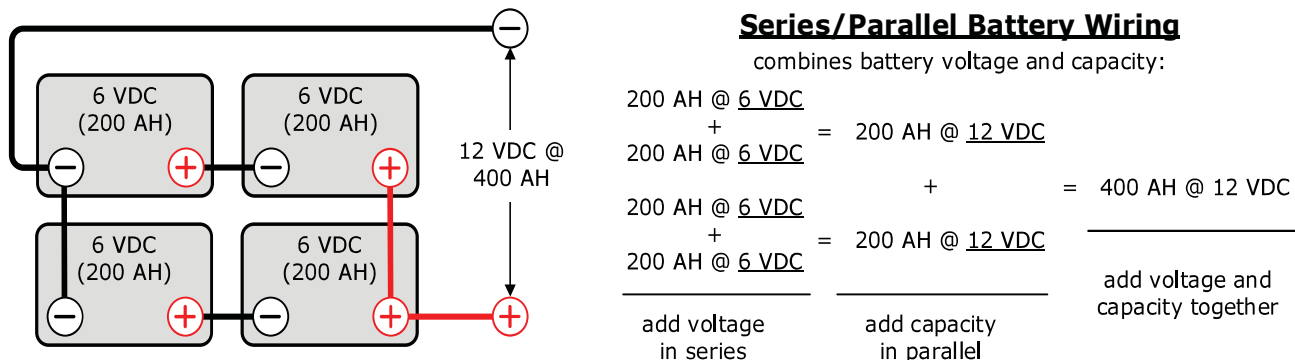 6 VDC
(200 AH)
6 VDC
(200 AH)
6 VDC
(200 AH)
6 VDC
(200 AH)
12 VDC @
400 AH
Series/Parallel Battery Wiring
combines battery voltage and capacity:
200 AH @ 6 VDC
+
200 AH @ 6 VDC
= 200 AH @ 12 VDC
+
200 AH @ 6 VDC
+
200 AH @ 6 VDC
= 200 AH @ 12 VDC
= 400 AH @ 12 VDC
add voltage
in series
add capacity
in parallel
add voltage and
capacity together